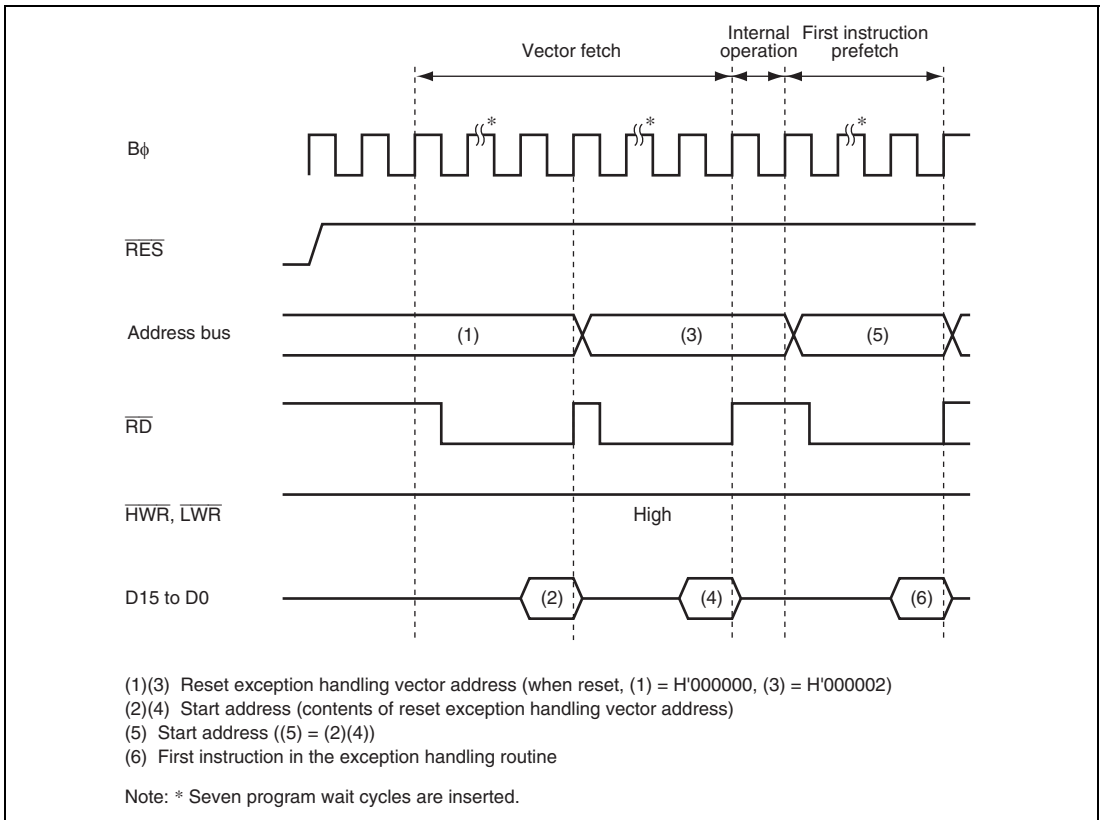 Vector fetch
Internal operation
First instruction prefetch
*
*
*
Bϕ
RES
Address bus
(1)
(3)
(5)
RD
HWR, LWR
High
D15 to D0
(2)
(4)
(6)
(1)(3) Reset exception handling vector address (when reset, (1) = H'000000, (3) = H'000002)
(2)(4) Start address (contents of reset exception handling vector address)
(5) Start address ((5) = (2)(4))
(6) First instruction in the exception handling routine
Note: * Seven program wait cycles are inserted.